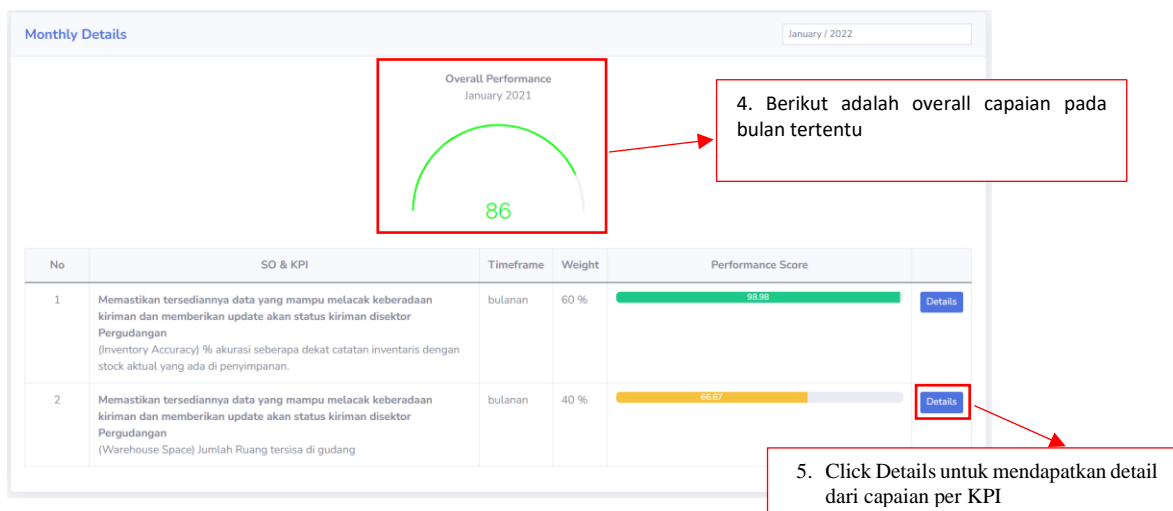 Monthly Details
January / 2022
Overall Performance
January 2021
86
4. Berikut adalah overall capaian pada
bulan tertentu
No SO & KPI Timeframe Weight Performance Score
1 Memastikan tersediannya data yang mampu melacak keberadaan bulanan 60 % 98.98 Details
kiriman dan memberikan update akan status kiriman disektor
Pergudangan
(Inventory Accuracy) % akurasi seberapa dekat catatan inventaris dengan
stock aktual yang ada di penyimpanan.
2 Memastikan tersediannya data yang mampu melacak keberadaan bulanan 40 % 66.67 Details
kiriman dan memberikan update akan status kiriman disektor
Pergudangan
(Warehouse Space) Jumlah Ruang tersisa di gudang
5. Click Details untuk mendapatkan detail
dari capaian per KPI